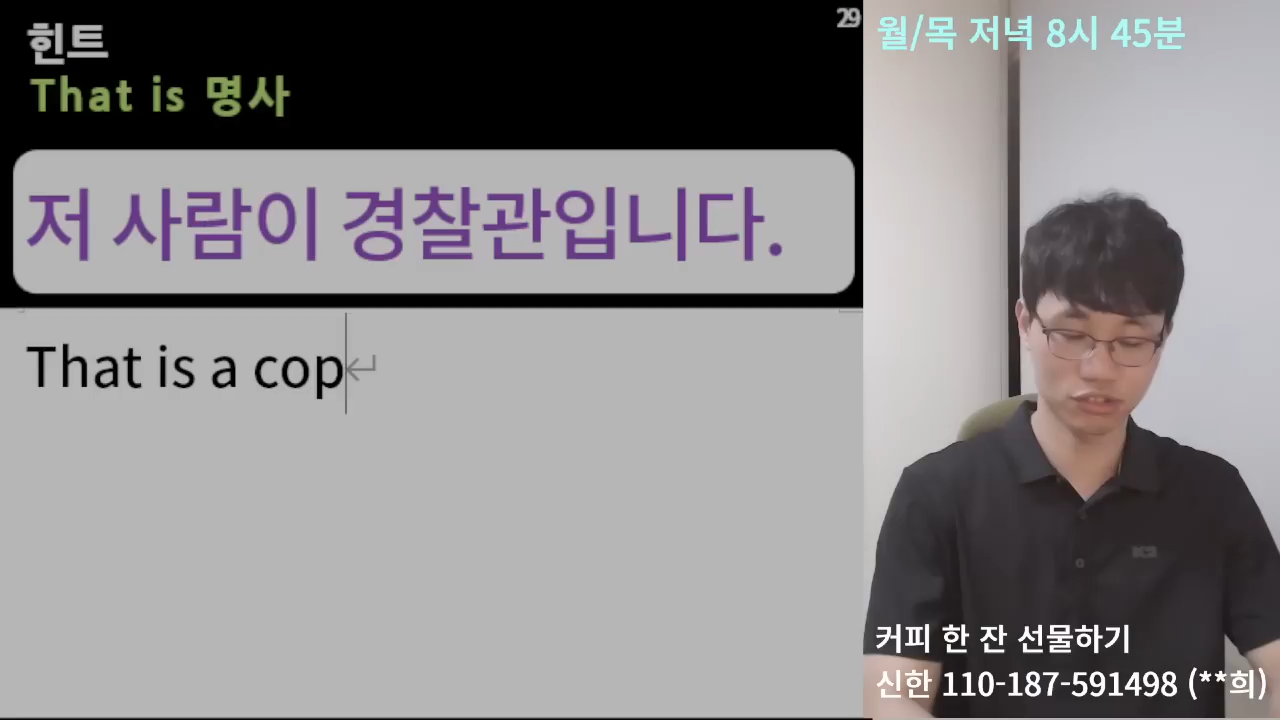 힌트
29
That is 명사
저 사람이 경찰관입니다.
That is a cop
월/목 저녁 8시 45분
커피 한 잔 선물하기
신한 110-187-591498 (**희)